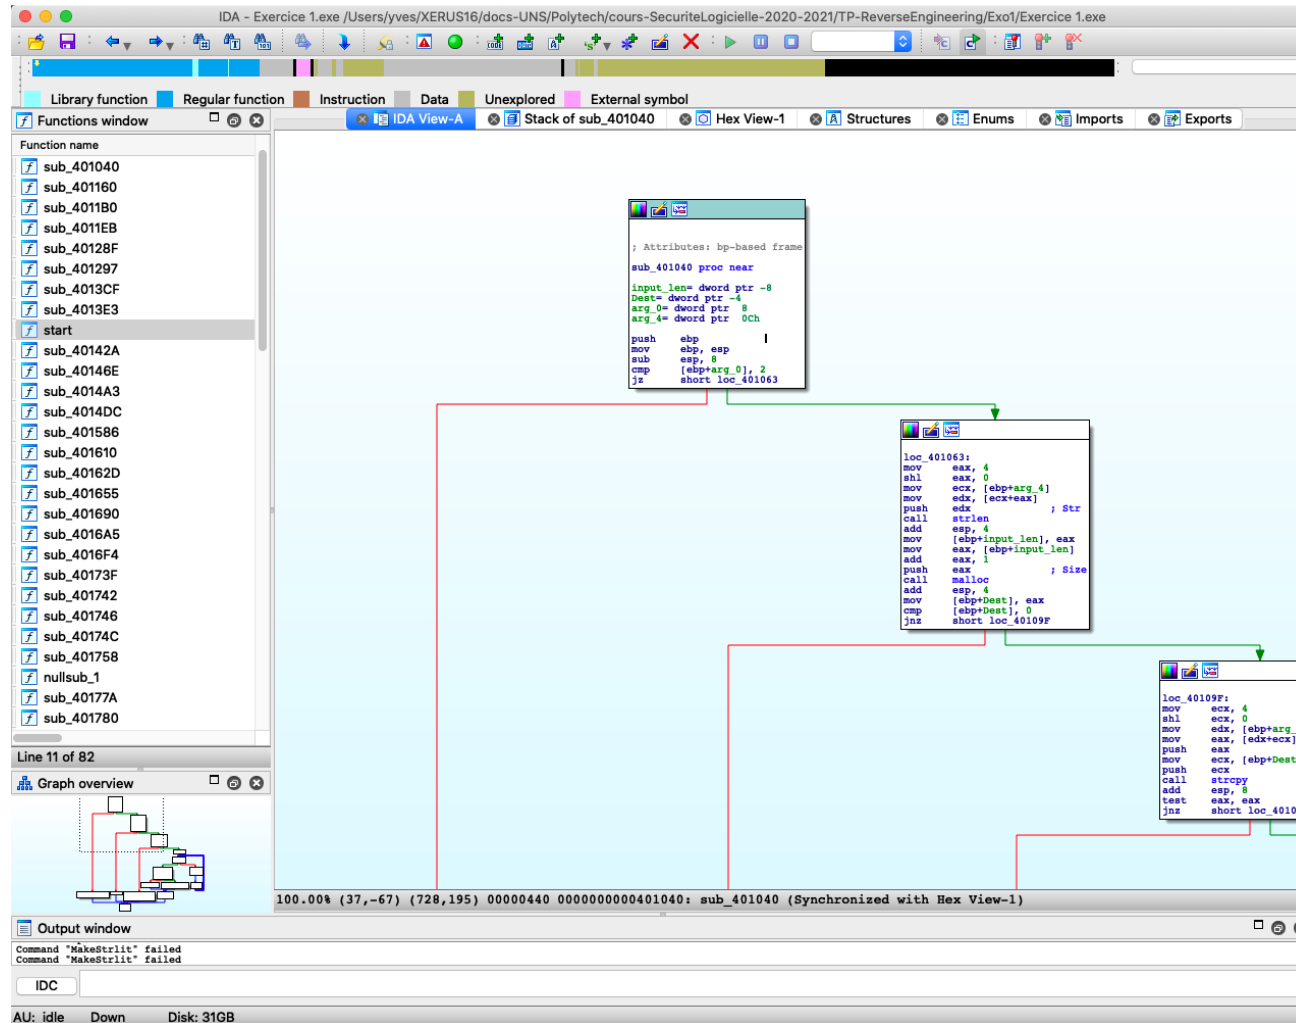 IDA - Exercice 1.exe /Users/yves/XERUS16/docs-UNS/Polytech/cours-SecuriteLogicielle-2020-2021/TP-ReverseEngineering/Exo1/Exercice 1.exe
Library function Regular function Instruction Data Unexplored External symbol
Functions window
IDA View-A Stack of sub_401040 Hex View-1 Structures Enums Imports Exports
Function name
sub_401040
sub_401160
sub_4011B0
sub_4011EB
sub_40128F
sub_401297
sub_4013CF
sub_4013E3
start
sub_40142A
sub_40146E
sub_4014A3
sub_4014DC
sub_401586
sub_401610
sub_40162D
sub_401655
sub_401690
sub_4016A5
sub_4016F4
sub_40173F
sub_401742
sub_401746
sub_40174C
sub_401758
nullsub_1
sub_40177A
sub_401780
Line 11 of 82
Graph overview
; Attributes: bp-based frame
sub_401040 proc near
input_len= dword ptr -8
Dest= dword ptr -4
arg_0= dword ptr 8
arg_4= dword ptr 0Ch
push ebp
mov ebp, esp
sub esp, 8
cmp [ebp+arg_0], 2
jz short loc_401063
loc_401063:
mov eax, 4
shl eax, 0
mov ecx, [ebp+arg_4]
mov edx, [ecx+eax]
push edx ; Str
call strlen
add esp, 4
mov [ebp+input_len], eax
mov eax, [ebp+input_len]
add eax, 1
push eax ; Size
call malloc
add esp, 4
mov [ebp+Dest], eax
cmp [ebp+Dest], 0
jnz short loc_40109F
loc_40109F:
mov ecx, 4
shl ecx, 0
mov edx, [ebp+arg_
mov eax, [edx+ecx]
push eax
mov ecx, [ebp+Dest
push ecx
call strcpy
add esp, 8
test eax, eax
jnz short loc_4010
100.00% (37,-67) (728,195) 00000440 0000000000401040: sub_401040 (Synchronized with Hex View-1)
Output window
Command "MakeStrlit" failed
Command "MakeStrlit" failed
IDC
AU: idle Down Disk: 31GB